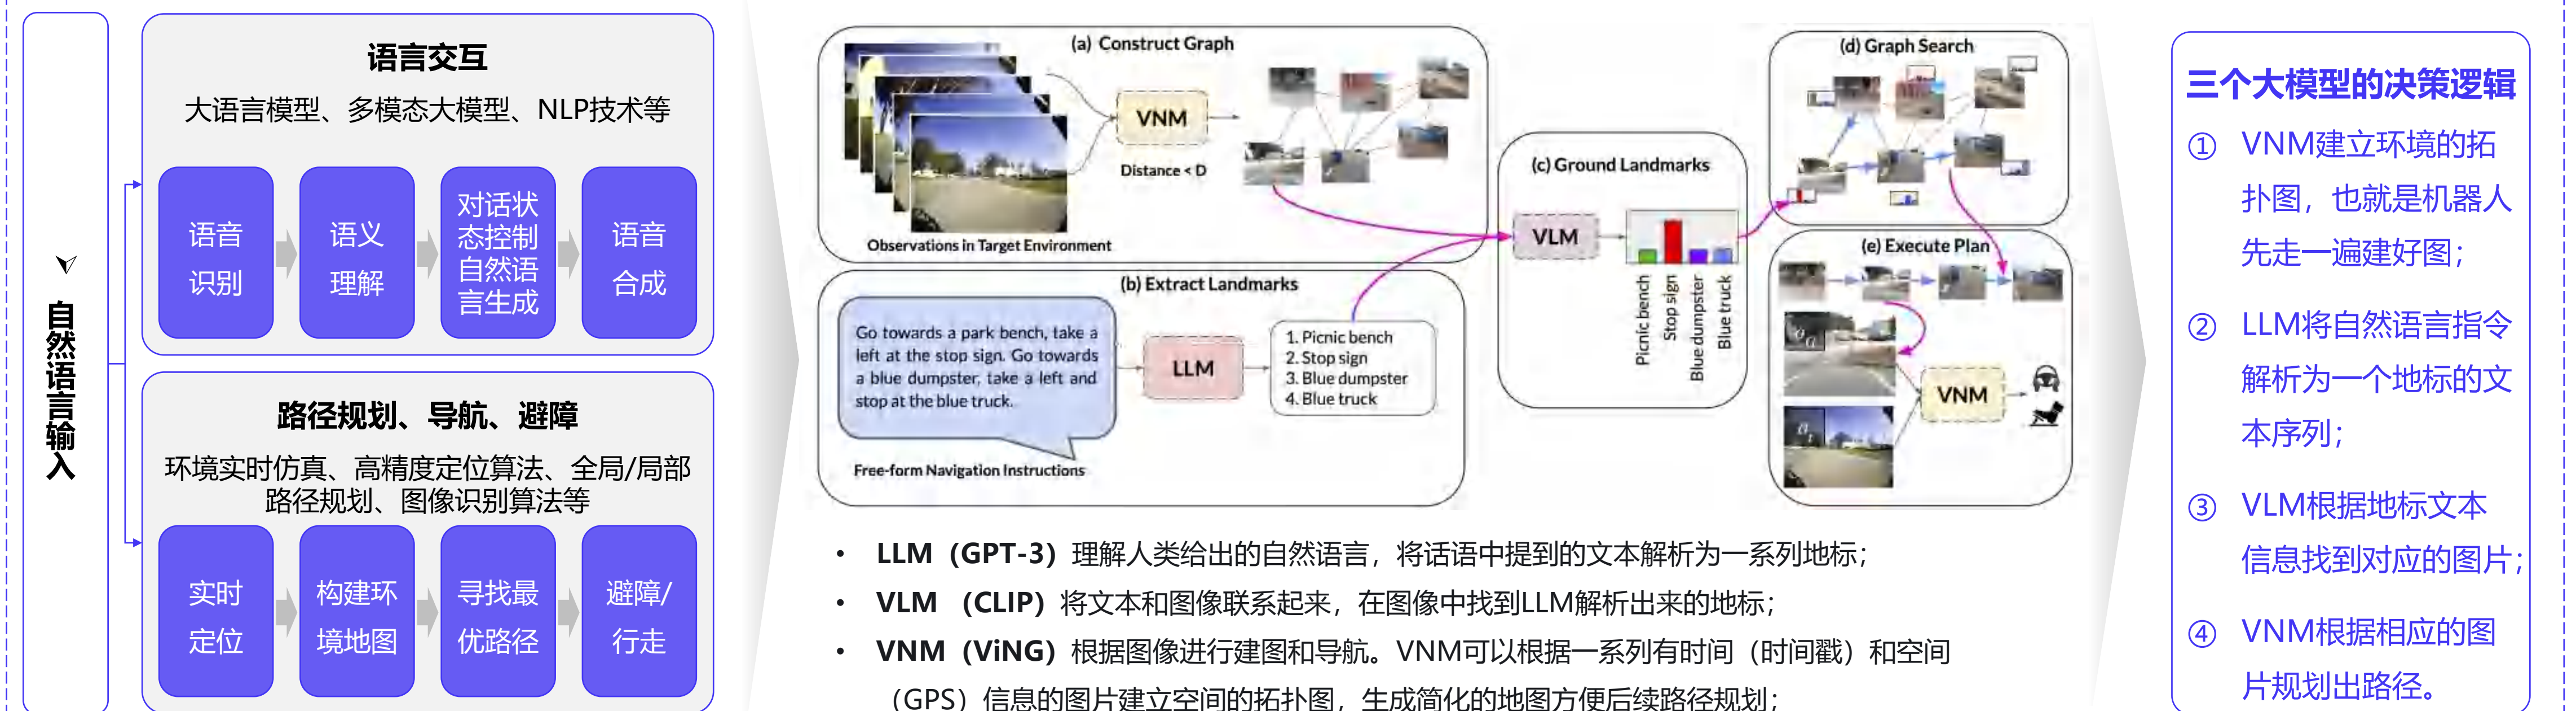 自然语言输入
语言交互
大语言模型、多模态大模型、NLP技术等
语音
识别
语义
理解
对话状
态控制
自然语
言生成
语音
合成
路径规划、导航、避障
环境实时仿真、高精度定位算法、全局/局部
路径规划、图像识别算法等
实时
定位
构建环
境地图
寻找最
优路径
避障/
行走
(a) Construct Graph
VNM
Distance < D
Observations in Target Environment
(b) Extract Landmarks
Go towards a park bench, take a
left at the stop sign. Go towards
a blue dumpster, take a left and
stop at the blue truck.
LLM
1. Picnic bench
2. Stop sign
3. Blue dumpster
4. Blue truck
Free-form Navigation Instructions
(c) Ground Landmarks
VLM
Picnic bench
Stop sign
Blue dumpster
Blue truck
(d) Graph Search
(e) Execute Plan
VNM
• LLM（GPT-3）理解人类给出的自然语言，将话语中提到的文本解析为一系列地标；
• VLM （CLIP）将文本和图像联系起来，在图像中找到LLM解析出来的地标；
• VNM（ViNG）根据图像进行建图和导航。VNM可以根据一系列有时间（时间戳）和空间
（GPS）信息的图片建立空间的拓扑图，生成简化的地图方便后续路径规划；
三个大模型的决策逻辑
① VNM建立环境的拓
扑图，也就是机器人
先走一遍建好图；
② LLM将自然语言指令
解析为一个地标的文
本序列；
③ VLM根据地标文本
信息找到对应的图片；
④ VNM根据相应的图
片规划出路径。